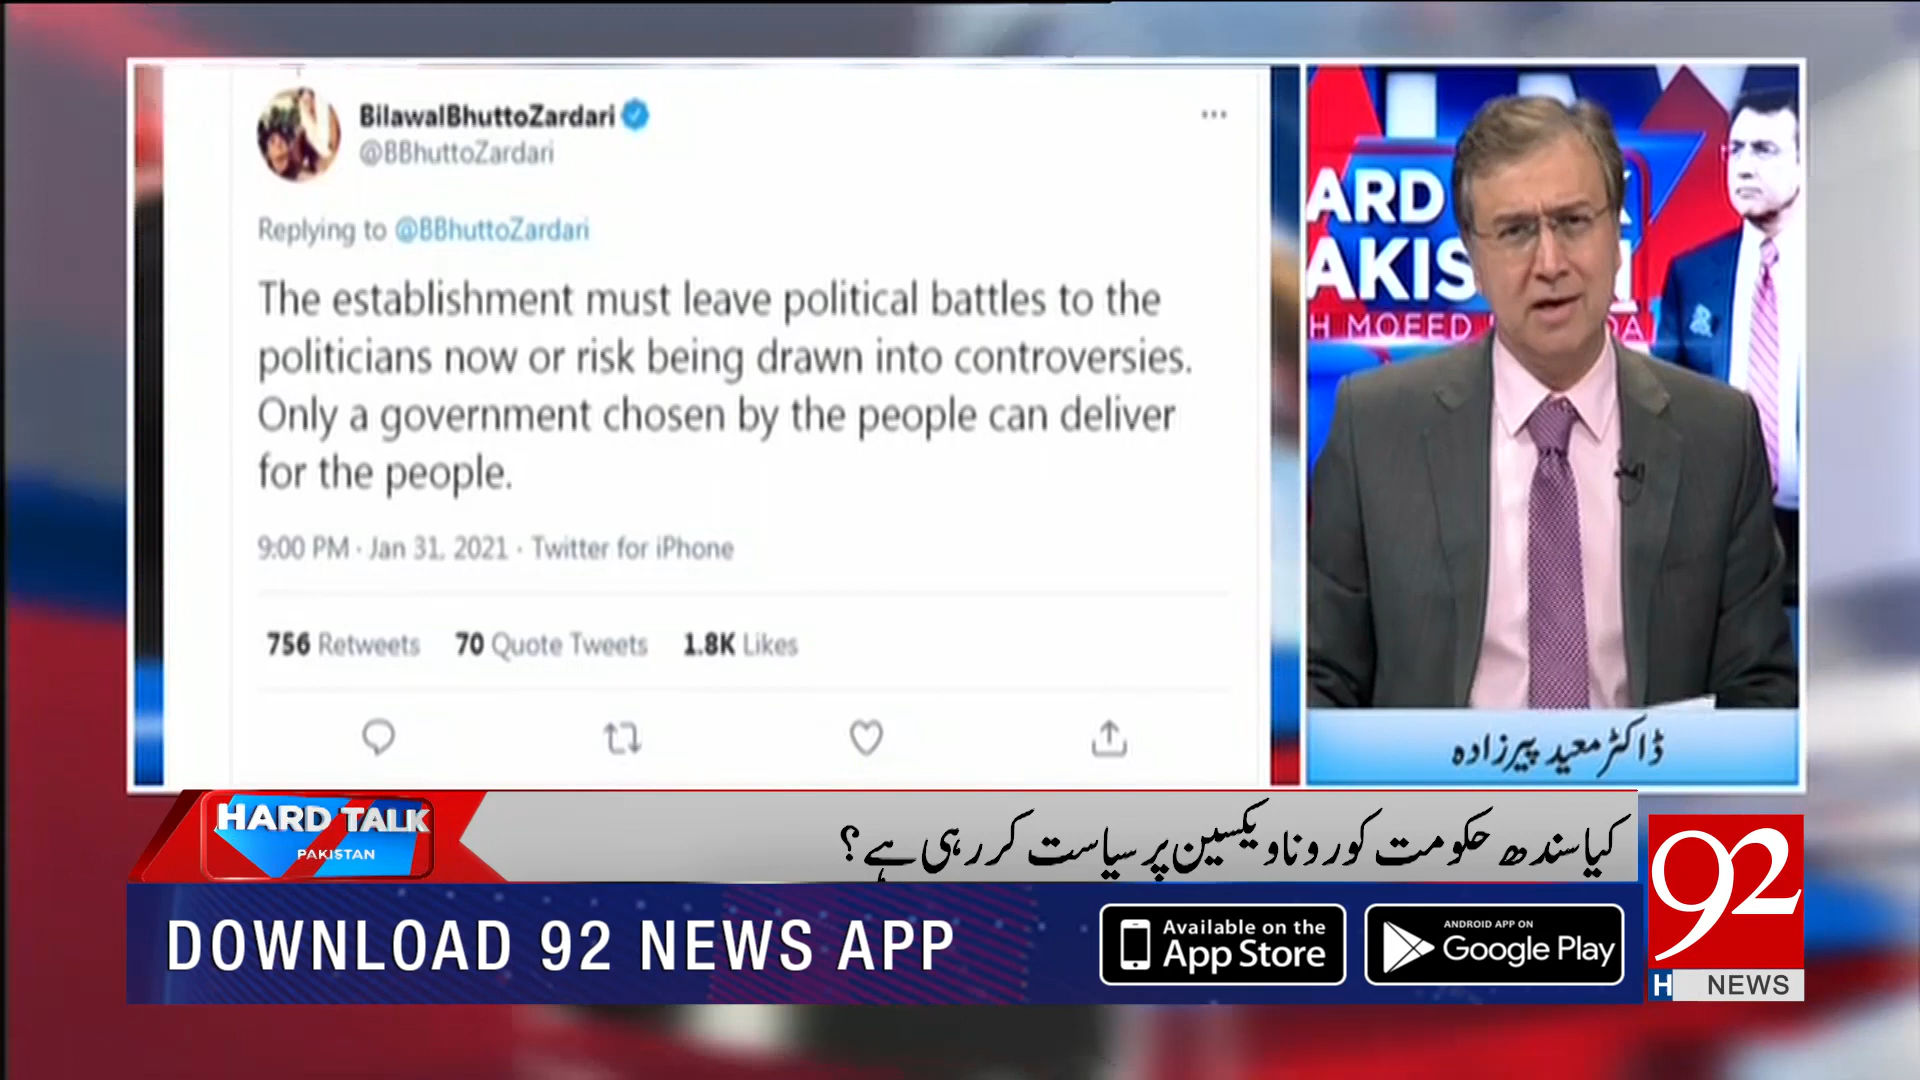 BilawalBhuttoZardari
@BBhuttoZardari
Replying to @BBhuttoZardari
The establishment must leave political battles to the
politicians now or risk being drawn into controversies.
Only a government chosen by the people can deliver
for the people.
9:00 PM · Jan 31, 2021 · Twitter for iPhone
756 Retweets 70 Quote Tweets 1.8K Likes
ARD
AKIS
H MOEED
ڈاکٹر معید پیرزادہ
HARD TALK
PAKISTAN
کیا سندھ حکومت کورونا ویکسین پر سیاست کر رہی ہے؟
DOWNLOAD 92 NEWS APP
Available on the
App Store
ANDROID APP ON
Google Play
92
H NEWS